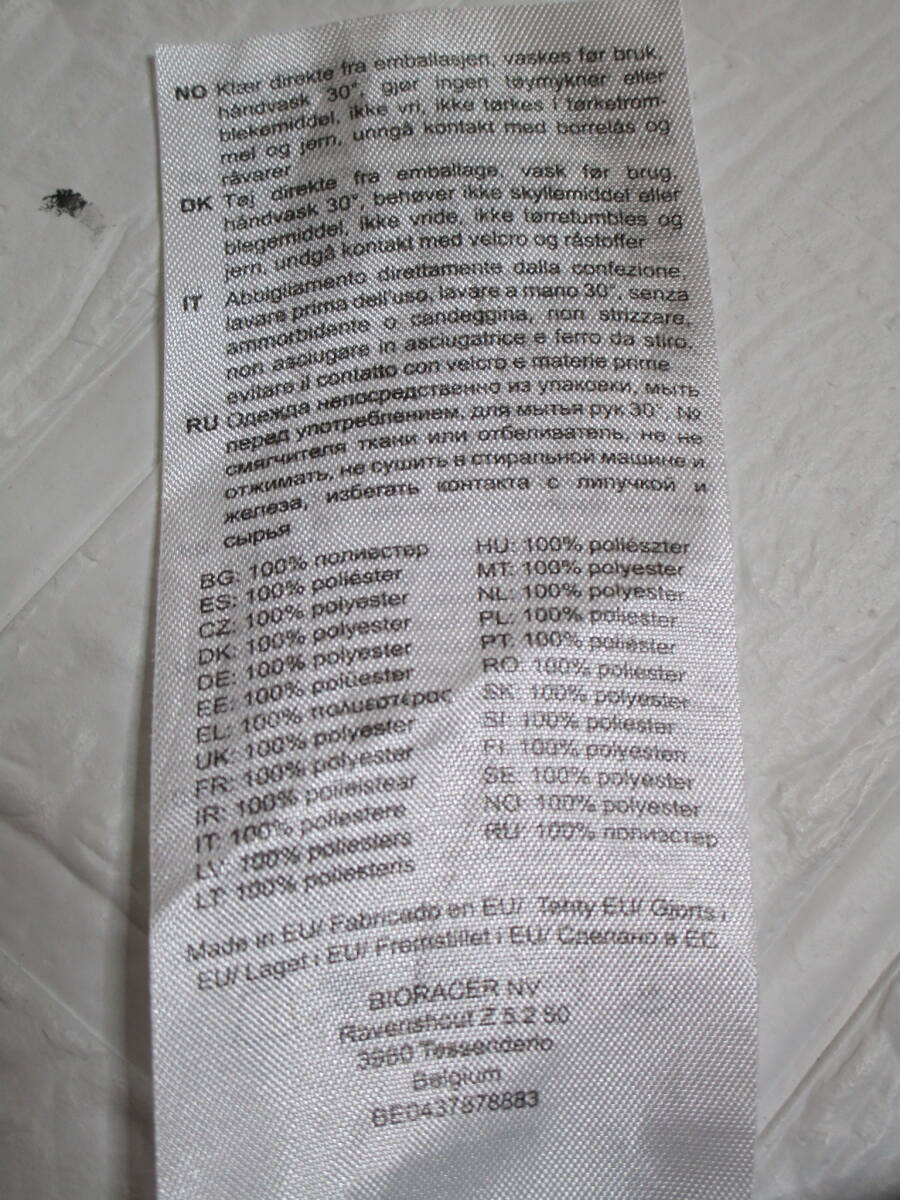 NO Klær direkte fra emballasjen, vaskes før bruk,
håndvask 30°, gjør ingen tøymykner eller
blekemiddel, ikke vri, ikke tørkes i tørketrom-
mel og jern, unngå kontakt med borrelås og
råvarer
DK Tøj direkte fra emballage, vask før brug,
håndvask 30°, behøver ikke skyllemiddel eller
blegemiddel, ikke vride, ikke tørretumbles og
jern, undgå kontakt med velcro og råstoffer
IT Abbigliamento direttamente dalla confezione,
lavare prima dell'uso, lavare a mano 30°, senza
ammorbidente o candeggina, non strizzare,
non asciugare in asciugatrice e ferro da stiro,
evitare il contatto con velcro e materie prime
RU Одежда непосредственно из упаковки, мыть
перед употреблением, для мытья рук 30°, №
смягчителя ткани или отбеливатель, не не
отжимать, не сушить в стиральной машине и
железа, избегать контакта с липучкой и
сырья
BG: 100% полиестер
ES: 100% poliéster
CZ: 100% polyester
DK: 100% polyester
DE: 100% polyester
EE: 100% polüester
EL: 100% πολυεστέρας
UK: 100% polyester
FR: 100% polyester
IR: 100% poileistear
IT: 100% poliestere
LV: 100% poliesters
LT: 100% poliesteris
HU: 100% poliészter
MT: 100% polyester
NL: 100% polyester
PL: 100% poliester
PT: 100% poliéster
RO: 100% poliester
SK: 100% polyester
SI: 100% poliester
FI: 100% polyesteri
SE: 100% polyester
NO: 100% polyester
RU: 100% полиэстер
Made in EU/ Fabricado en EU/ Tehty EU/ Gjorts i
EU/ Laget i EU/ Fremstillet i EU/ Сделано в ЕС
BIORACER NV
Ravenshout Z 5 2 50
3980 Tessenderlo
Belgium
BE0437878883